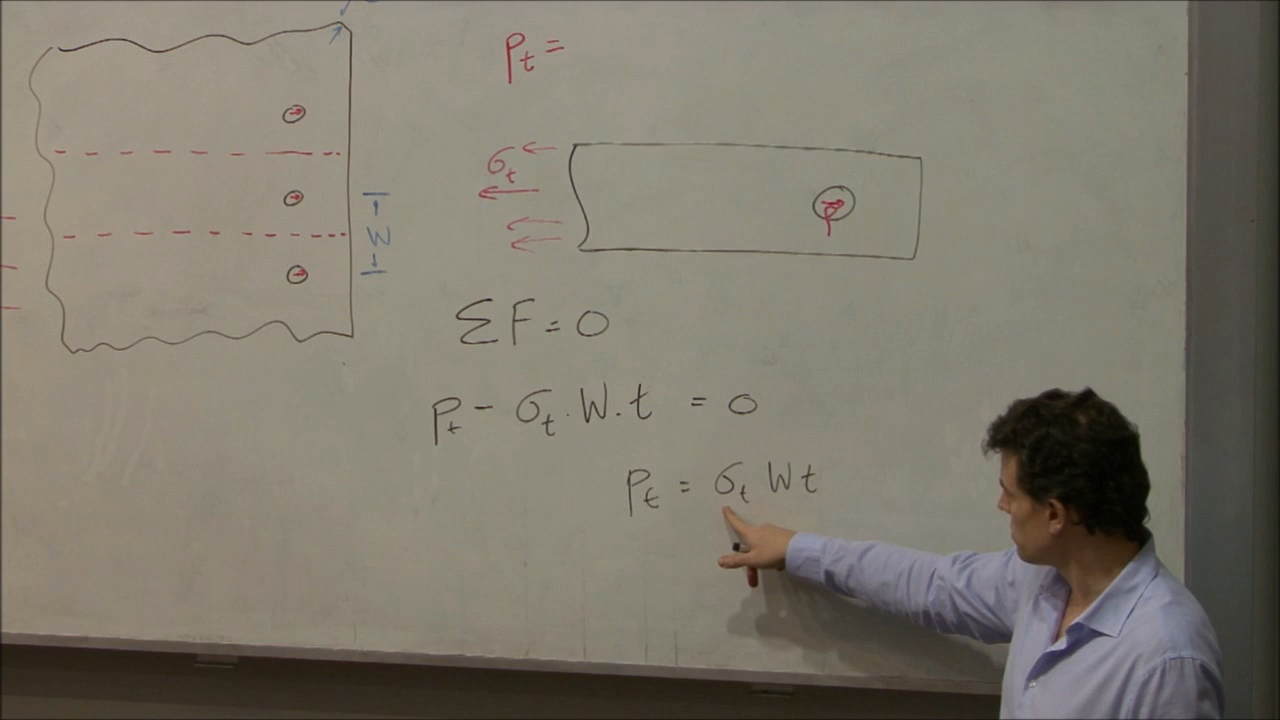 Pt =
σt
P
W
ΣF = 0
Pt - σt . W . t = 0
Pt = σt W t